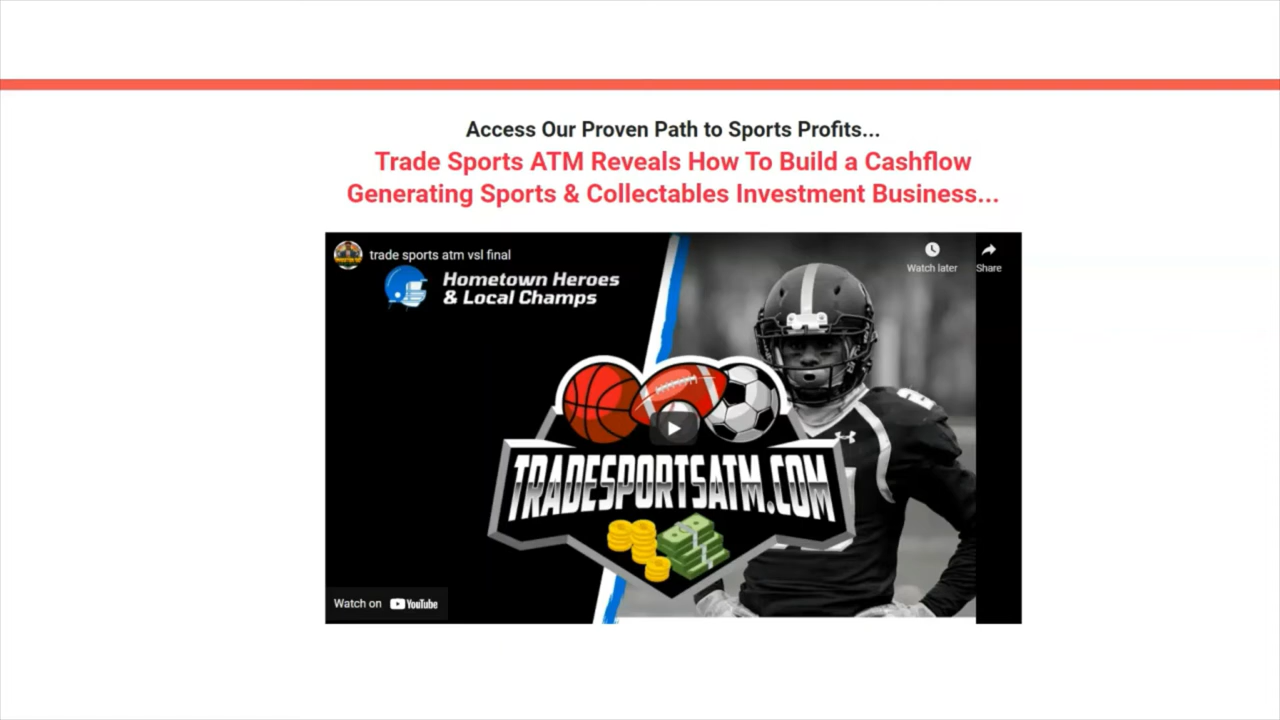 Access Our Proven Path to Sports Profits...
Trade Sports ATM Reveals How To Build a Cashflow
Generating Sports & Collectables Investment Business...
trade sports atm vsl final
Watch later
Share
Hometown Heroes
& Local Champs
TRADESPORTSATM.COM
Watch on YouTube